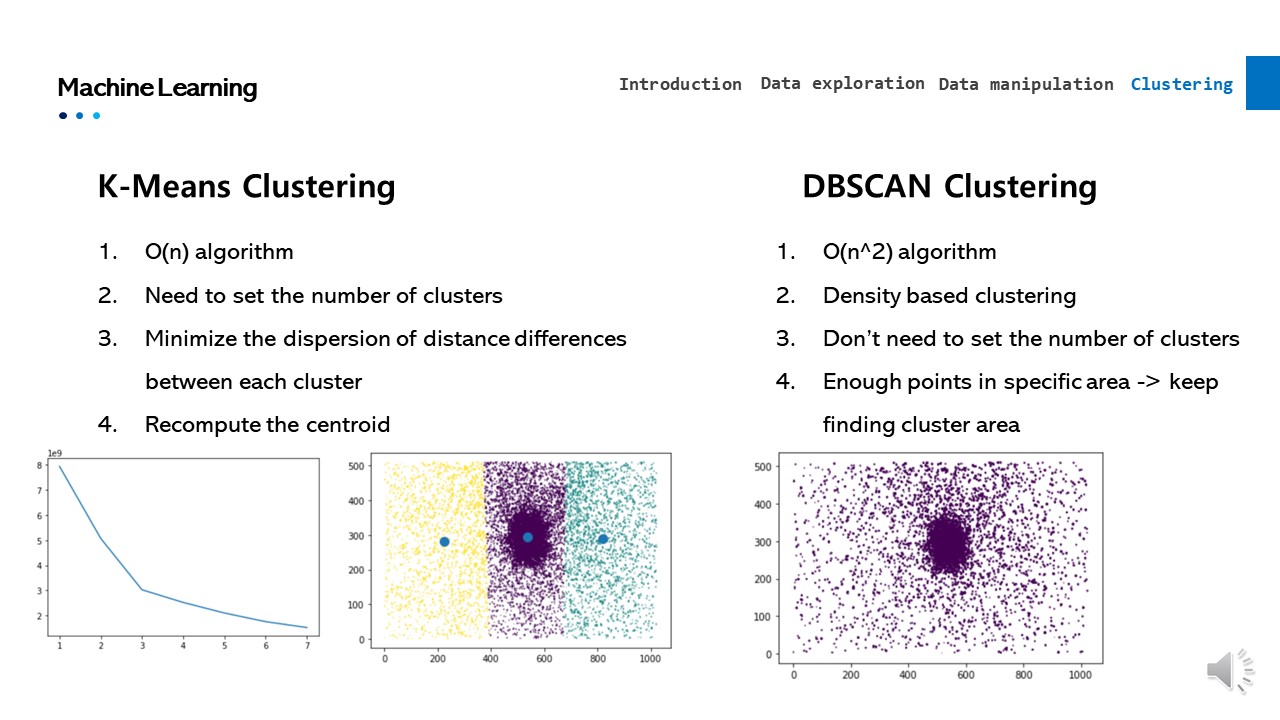 Machine Learning
Introduction Data exploration Data manipulation Clustering
K-Means Clustering
1. O(n) algorithm
2. Need to set the number of clusters
3. Minimize the dispersion of distance differences
between each cluster
4. Recompute the centroid
DBSCAN Clustering
1. O(n^2) algorithm
2. Density based clustering
3. Don't need to set the number of clusters
4. Enough points in specific area -> keep
finding cluster area
1e9
8
7
6
5
4
3
2
1 2 3 4 5 6 7
500
400
300
200
100
0
0 200 400 600 800 1000
500
400
300
200
100
0
0 200 400 600 800 1000